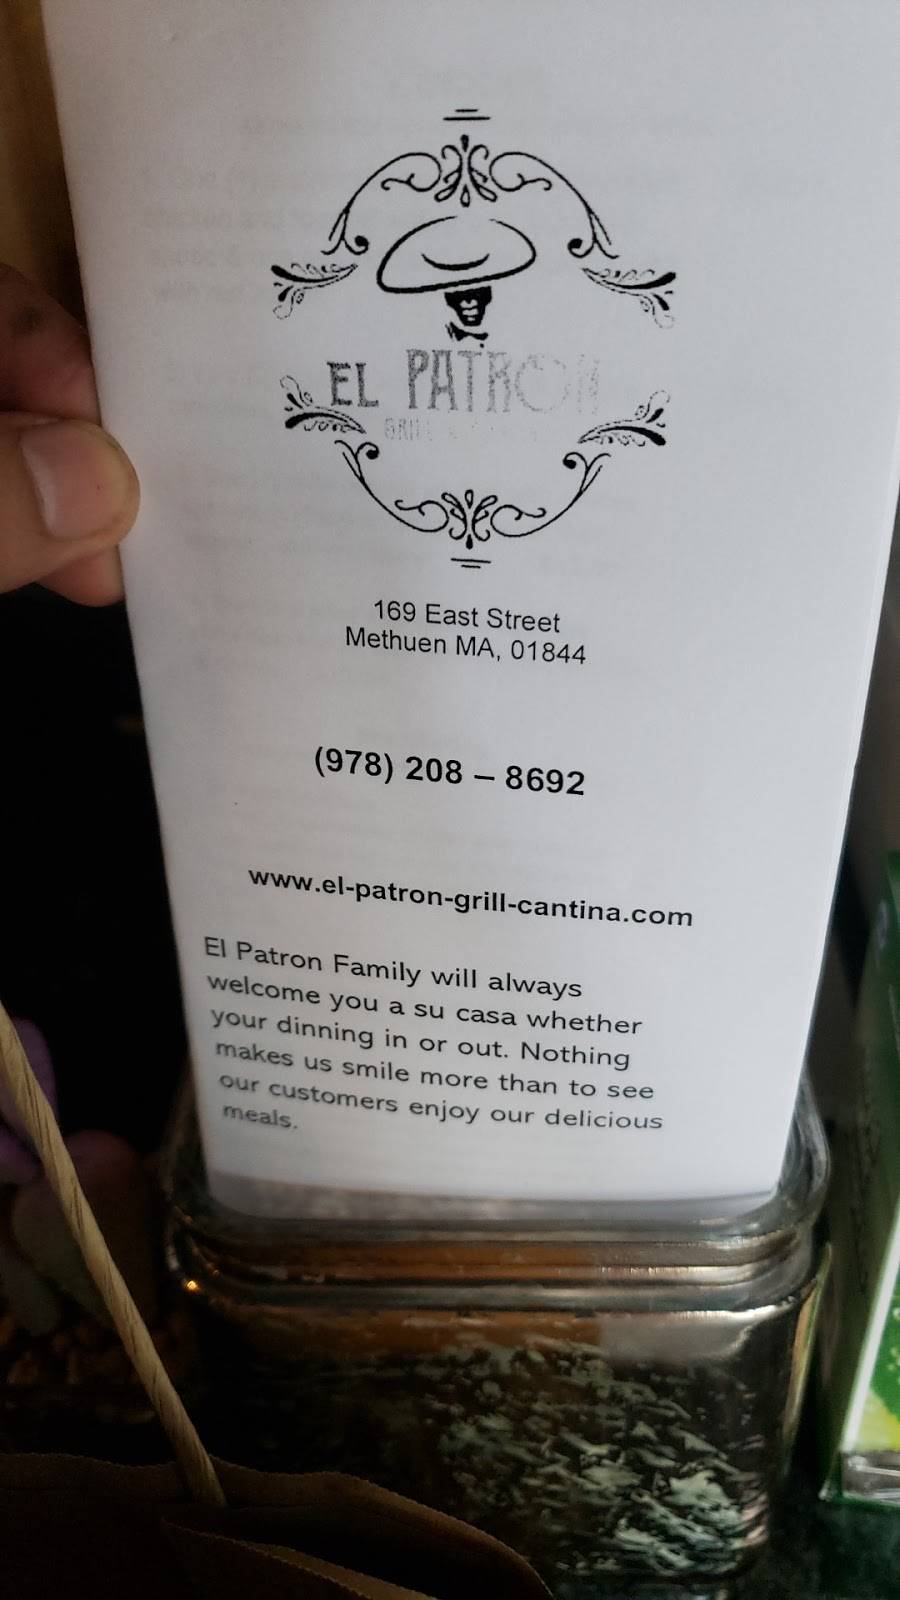 EL PATRON
GRILL
169 East Street
Methuen MA, 01844
(978) 208 – 8692
www.el-patron-grill-cantina.com
El Patron Family will always
welcome you a su casa whether
your dinning in or out. Nothing
makes us smile more than to see
our customers enjoy our delicious
meals.